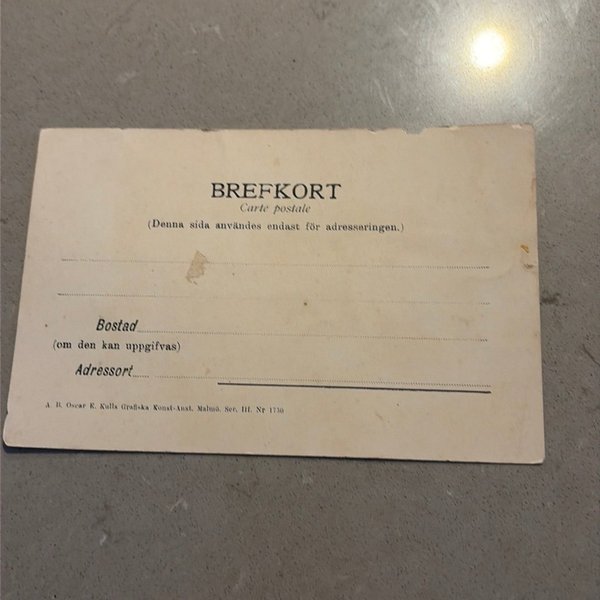 BREFKORT
Carte postale
(Denna sida användes endast för adresseringen.)
Bostad
(om den kan uppgifvas)
Adressort
A. B. Oscar E. Kulls Grafiska Konst-Anst. Malmö. Ser. III. Nr 1730